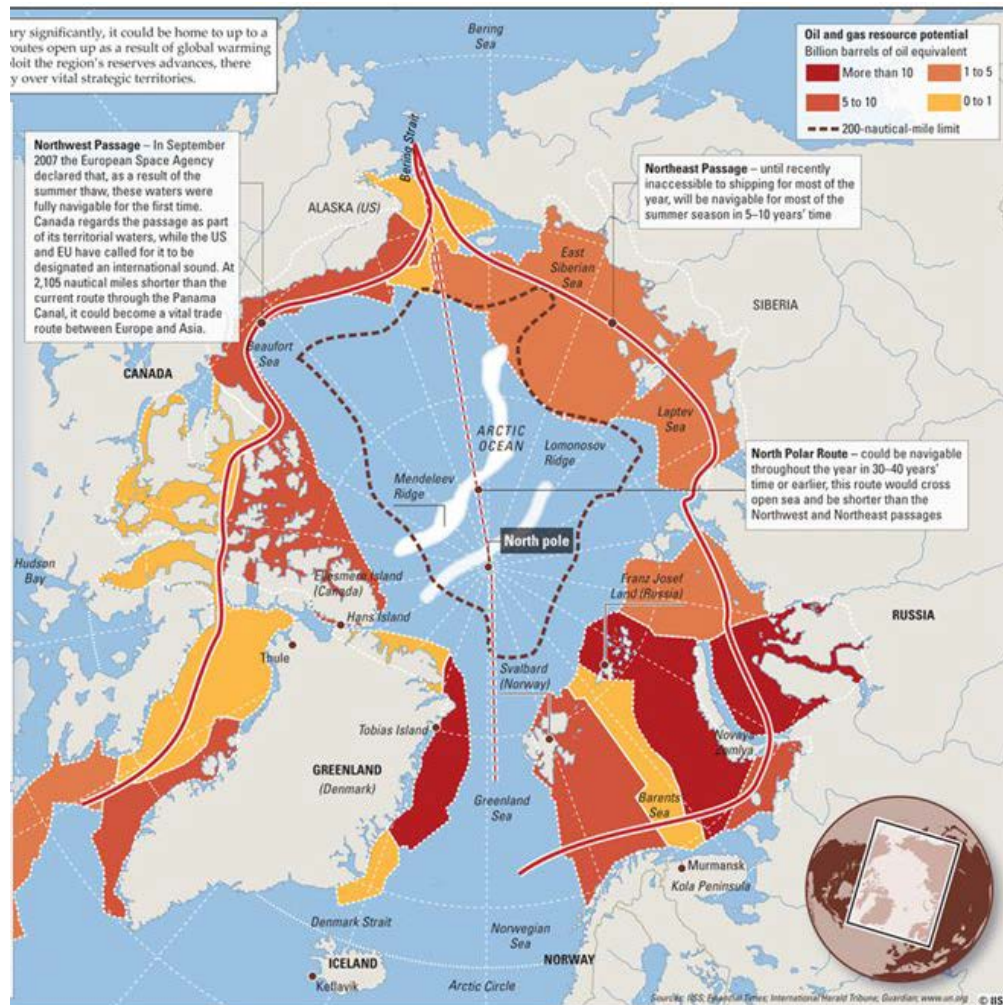 ary significantly, it could be home to up to a
routes open up as a result of global warming
ploit the region's reserves advances, there
y over vital strategic territories.
Bering
Sea
Oil and gas resource potential
Billion barrels of oil equivalent
More than 10
1 to 5
5 to 10
0 to 1
200-nautical-mile limit
Northwest Passage – In September
2007 the European Space Agency
declared that, as a result of the
summer thaw, these waters were
fully navigable for the first time.
Canada regards the passage as part
of its territorial waters, while the US
and EU have called for it to be
designated an international sound. At
2,105 nautical miles shorter than the
current route through the Panama
Canal, it could become a vital trade
route between Europe and Asia.
Bering Strait
ALASKA (US)
Northeast Passage – until recently
inaccessible to shipping for most of the
year, will be navigable for most of the
summer season in 5–10 years' time
East
Siberian
Sea
SIBERIA
Beaufort
Sea
CANADA
Laptev
Sea
ARCTIC
OCEAN
Lomonosov
Ridge
Mendeleev
Ridge
North Polar Route – could be navigable
throughout the year in 30–40 years'
time or earlier, this route would cross
open sea and be shorter than the
Northwest and Northeast passages
North pole
Hudson
Bay
Ellesmere Island
(Canada)
Hans Island
Franz Josef
Land (Russia)
RUSSIA
Thule
Svalbard
(Norway)
Tobias Island
Novaya
Zemlya
GREENLAND
(Denmark)
Greenland
Sea
Barents
Sea
Murmansk
Kola Peninsula
Denmark Strait
Norwegian
Sea
NORWAY
ICELAND
Keflavik
Arctic Circle
Sources: IISS; Financial Times; International Herald Tribune; Guardian; www.un.org